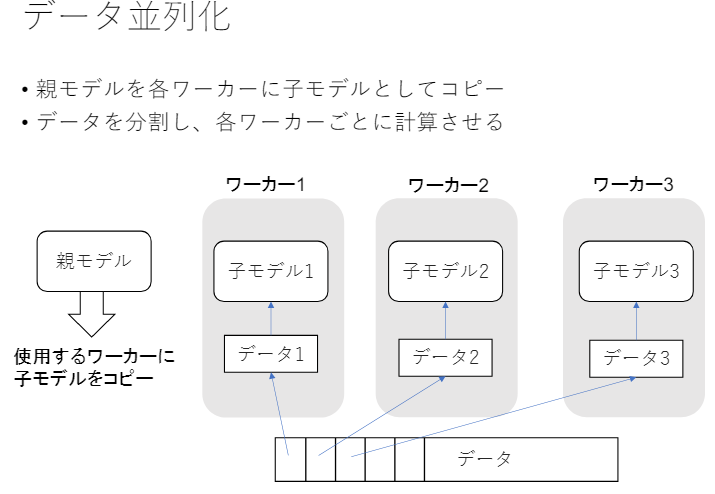 データ並列化
• 親モデルを各ワーカーに子モデルとしてコピー
• データを分割し、各ワーカーごとに計算させる
ワーカー1
ワーカー2
ワーカー3
親モデル
子モデル1
子モデル2
子モデル3
使用するワーカーに
子モデルをコピー
データ1
データ2
データ3
データ